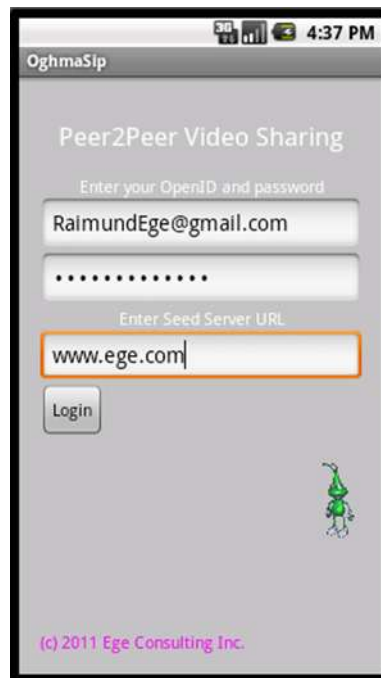 3G 4:37 PM
OghmaSip
Peer2Peer Video Sharing
Enter your OpenID and password
RaimundEge@gmail.com
•••••••••••••
Enter Seed Server URL
www.ege.com
Login
(c) 2011 Ege Consulting Inc.